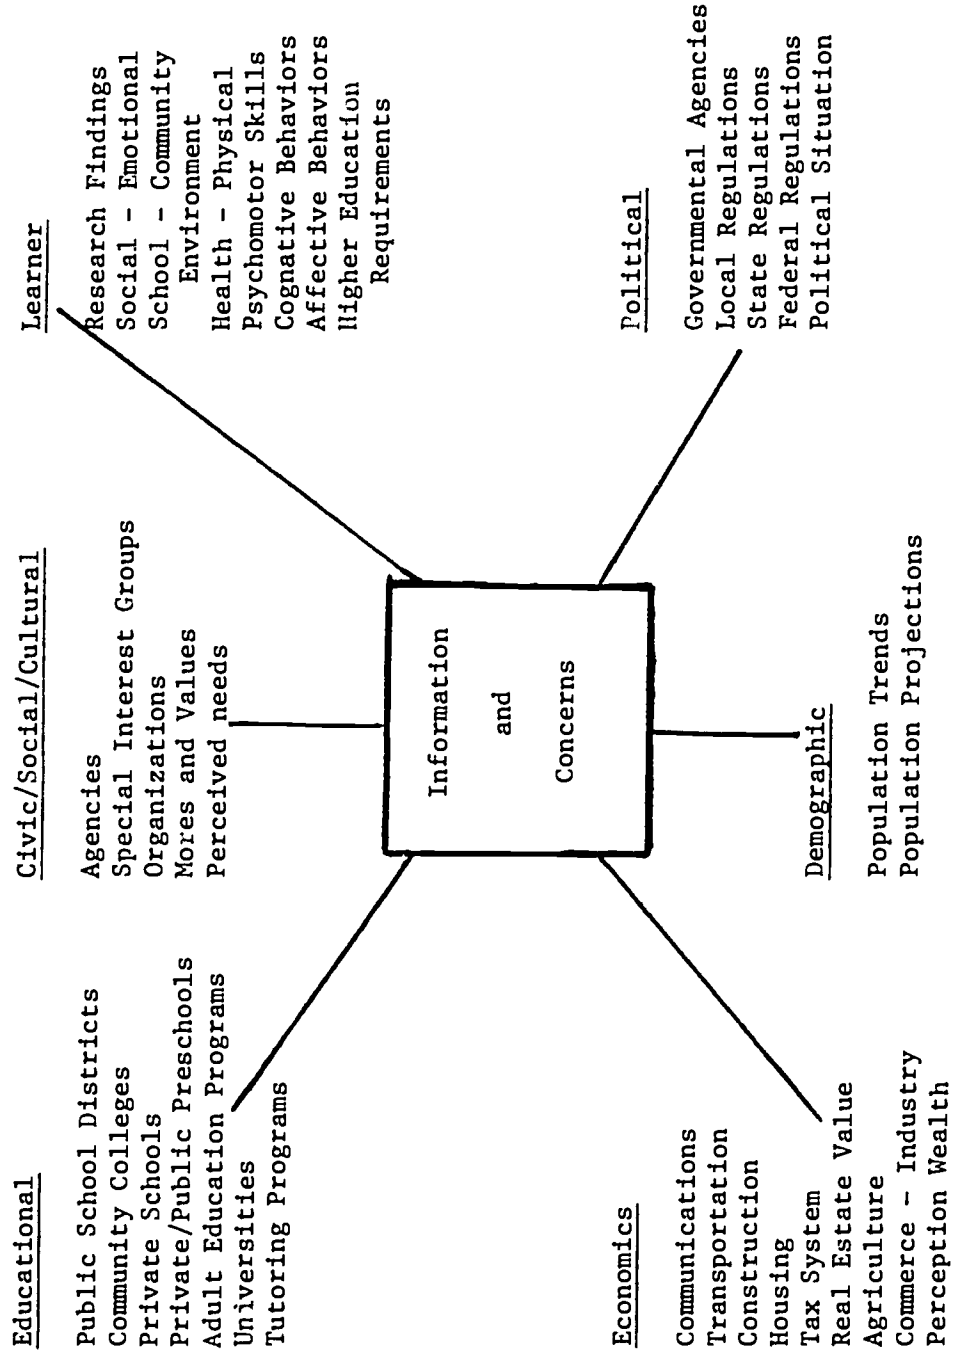 Educational
Public School Districts
Community Colleges
Private Schools
Private/Public Preschools
Adult Education Programs
Universities
Tutoring Programs
Civic/Social/Cultural
Agencies
Special Interest Groups
Organizations
Mores and Values
Perceived needs
Learner
Research Findings
Social - Emotional
School - Community
Environment
Health - Physical
Psychomotor Skills
Cognative Behaviors
Affective Behaviors
Higher Education
Requirements
Information
and
Concerns
Economics
Communications
Transportation
Construction
Housing
Tax System
Real Estate Value
Agriculture
Commerce - Industry
Perception Wealth
Demographic
Population Trends
Population Projections
Political
Governmental Agencies
Local Regulations
State Regulations
Federal Regulations
Political Situation